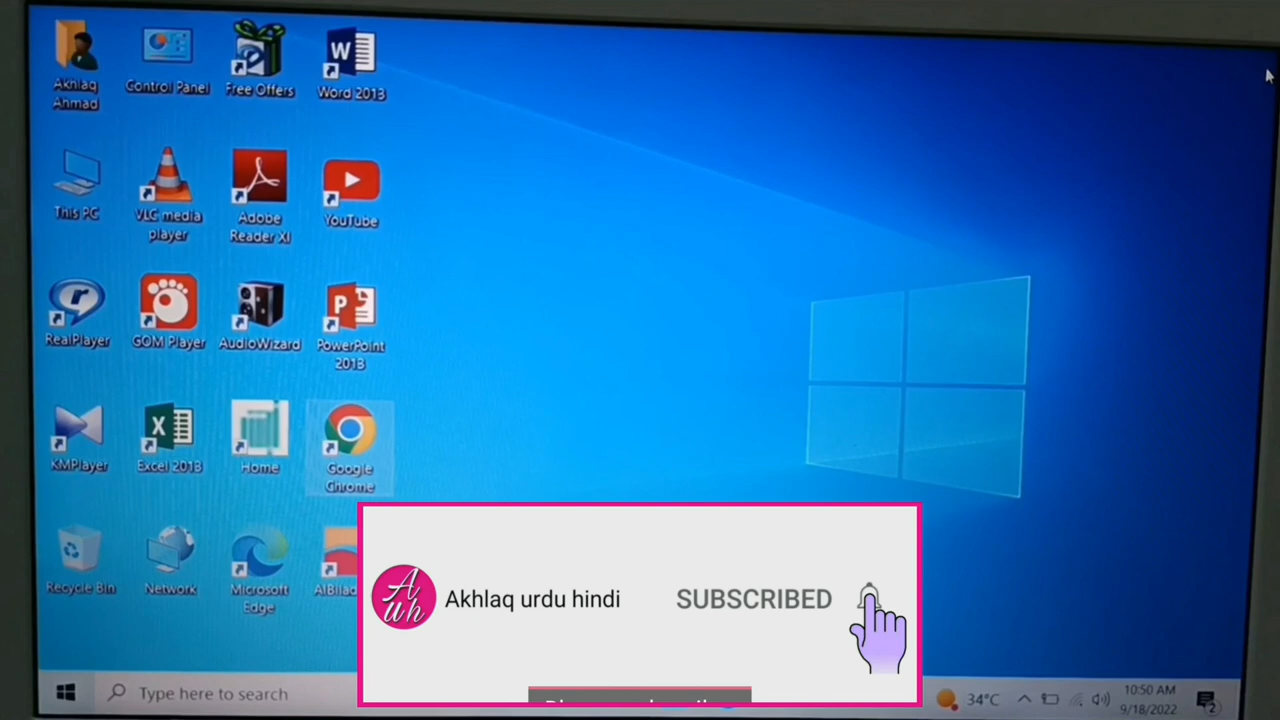 Akhlaq
Ahmad
Control Panel
Free Offers
Word 2013
This PC
VLC media
player
Adobe
Reader XI
YouTube
RealPlayer
GOM Player
AudioWizard
PowerPoint
2013
KMPlayer
Excel 2013
Home
Google
Chrome
Recycle Bin
Network
Microsoft
Edge
Auh
Akhlaq urdu hindi
SUBSCRIBED
Type here to search
34°C
10:50 AM
9/18/2022
2